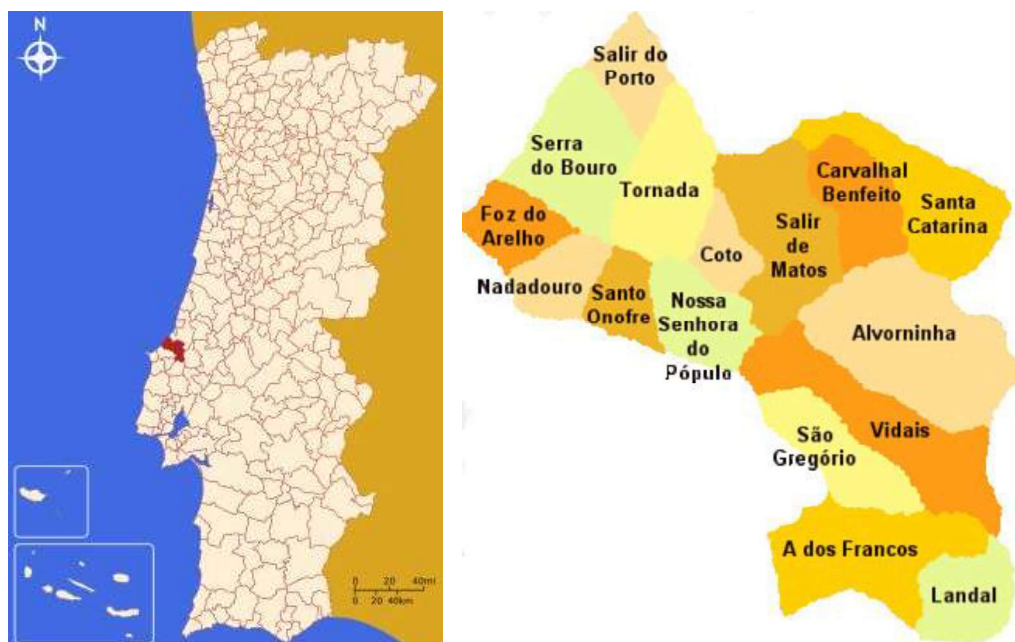 N
0 20 40mi
0 20 40km
Salir do
Porto
Serra
do Bouro
Tornada
Carvalhal
Benfeito
Santa
Catarina
Foz do
Arelho
Coto
Salir
de
Matos
Nadadouro
Santo
Onofre
Nossa
Senhora
do
Pópulo
Alvorninha
São
Gregório
Vidais
A dos Francos
Landal